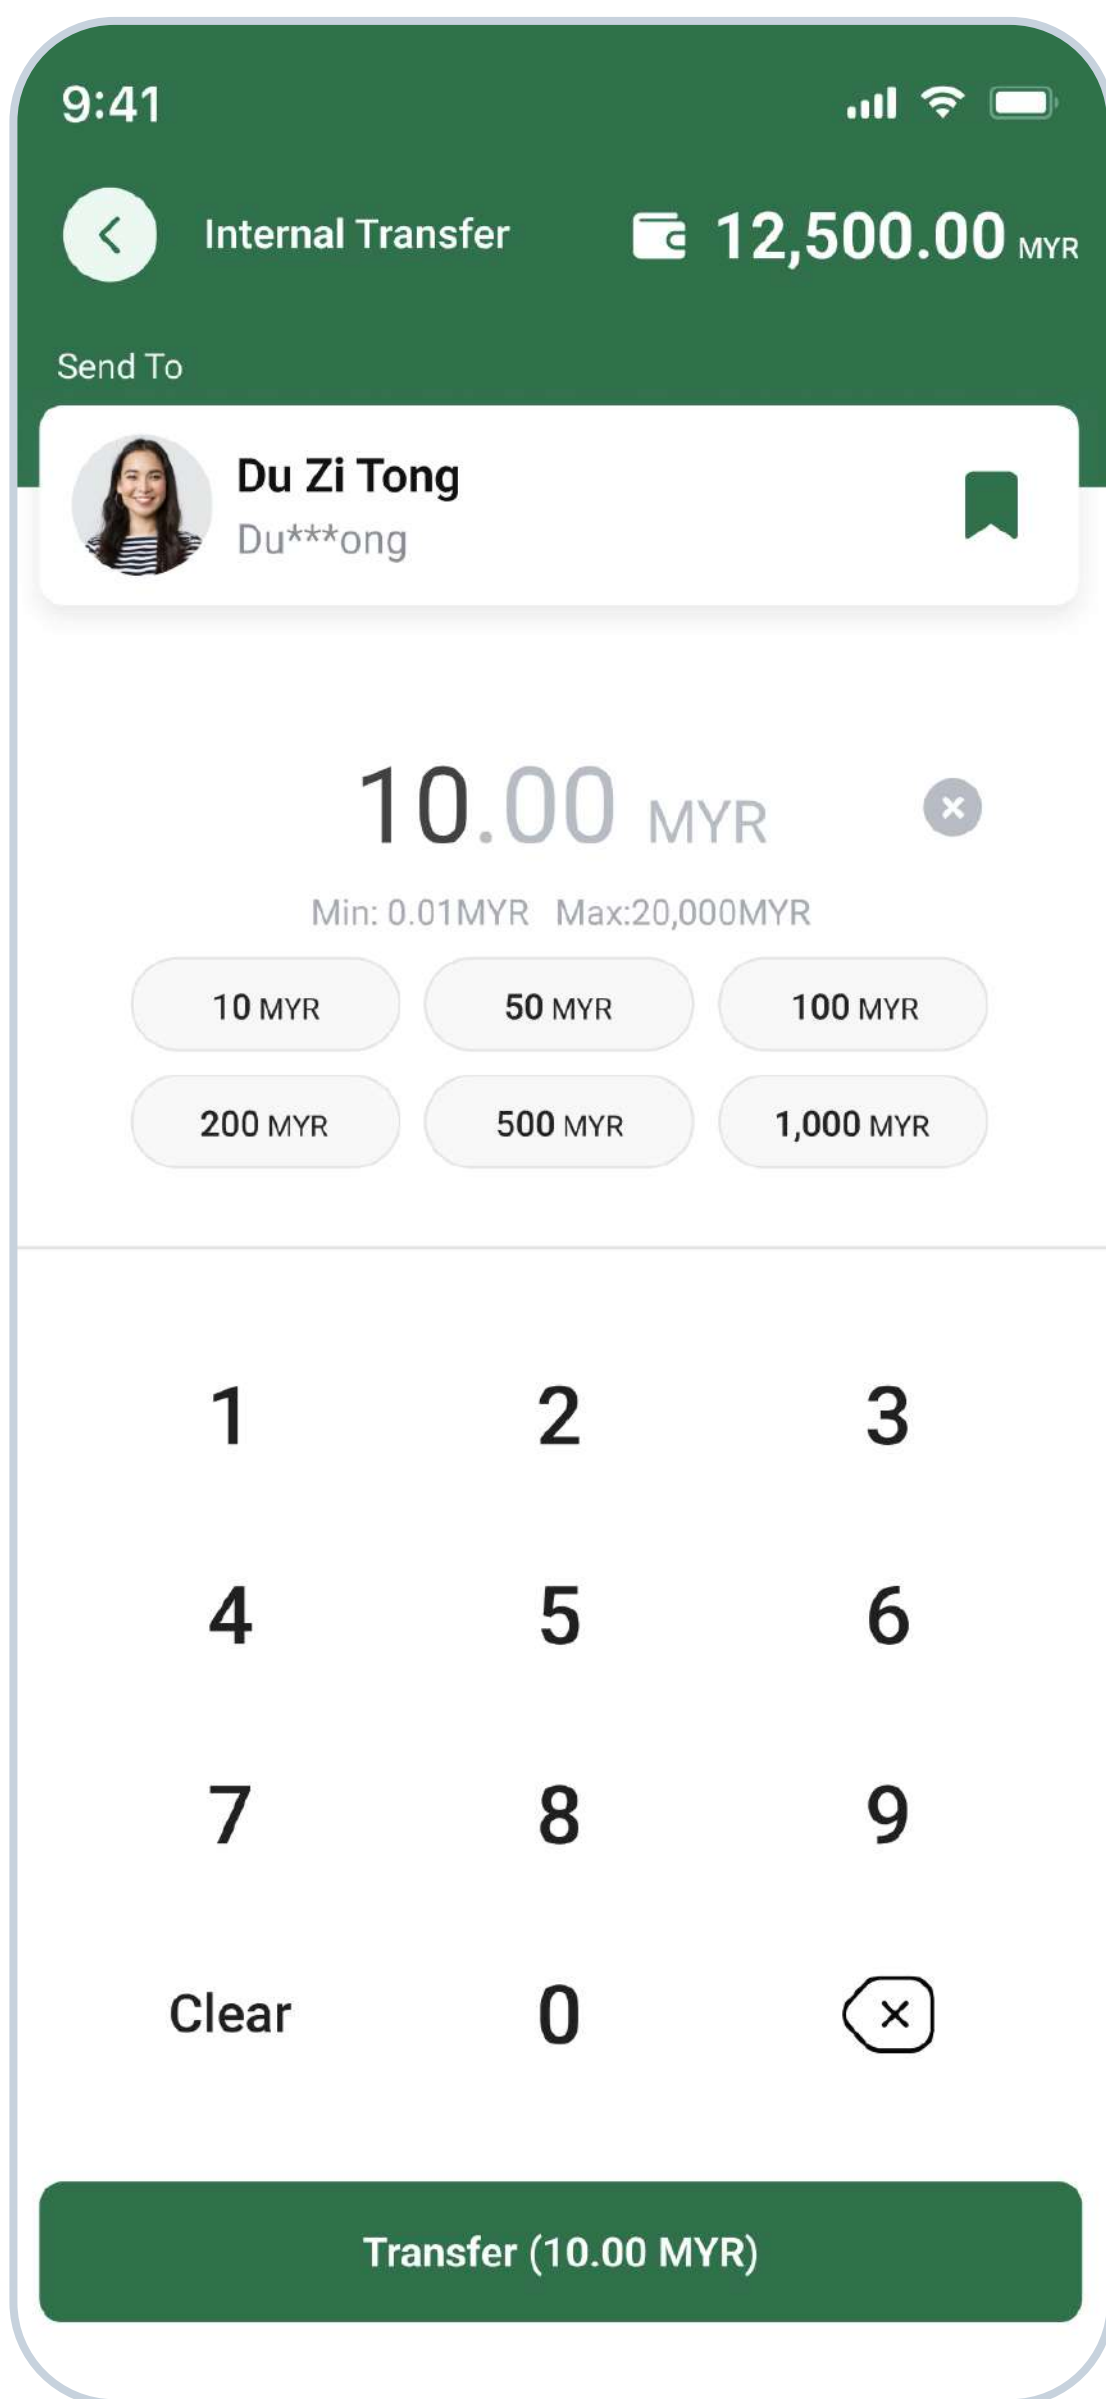 9:41
Internal Transfer 12,500.00 MYR
Send To
Du Zi Tong
Du***ong
10.00 MYR
Min: 0.01MYR Max:20,000MYR
10 MYR 50 MYR 100 MYR
200 MYR 500 MYR 1,000 MYR
1 2 3
4 5 6
7 8 9
Clear 0
Transfer (10.00 MYR)